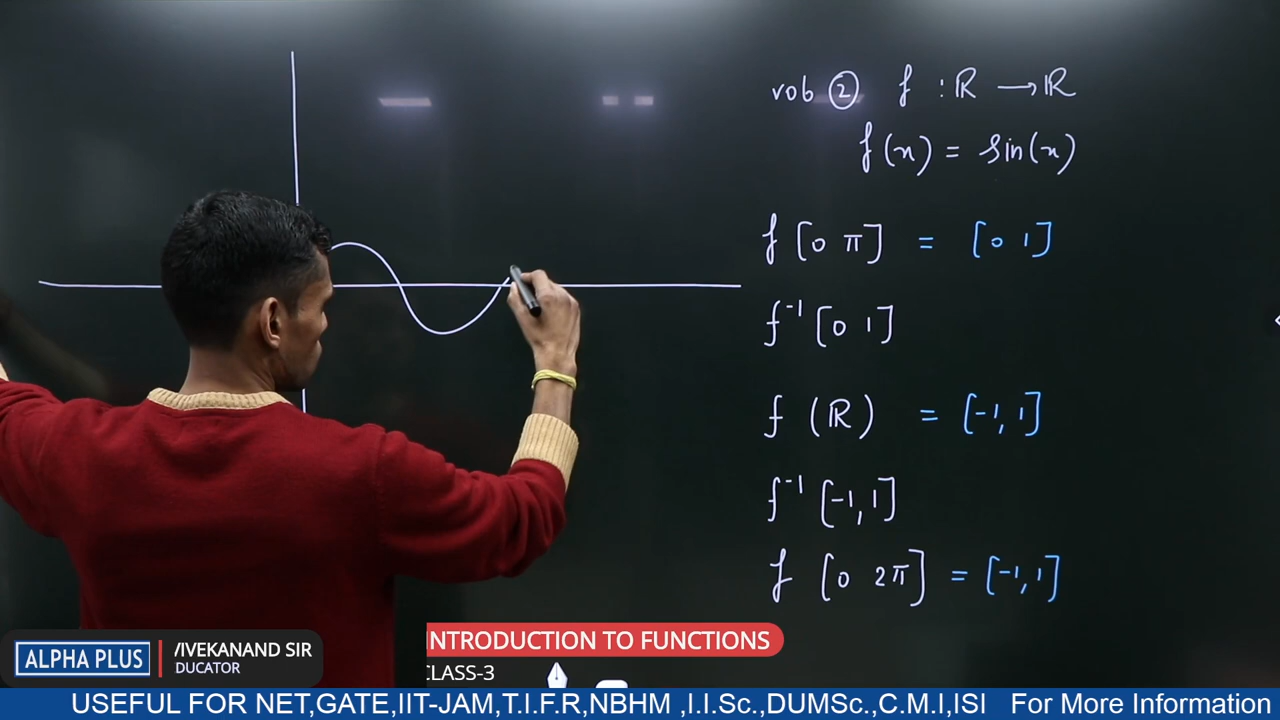 rob ② f : ℝ → ℝ
f(x) = sin(x)
f [0 π] = [0 1]
f⁻¹ [0 1]
f (ℝ) = [-1, 1]
f⁻¹ [-1, 1]
f [0 2π] = [-1, 1]
NTRODUCTION TO FUNCTIONS
CLASS-3
ALPHA PLUS
IVEKANAND SIR
DUCATOR
USEFUL FOR NET,GATE,IIT-JAM,T.I.F.R,NBHM ,I.I.Sc.,DUMSc.,C.M.I,ISI For More Information